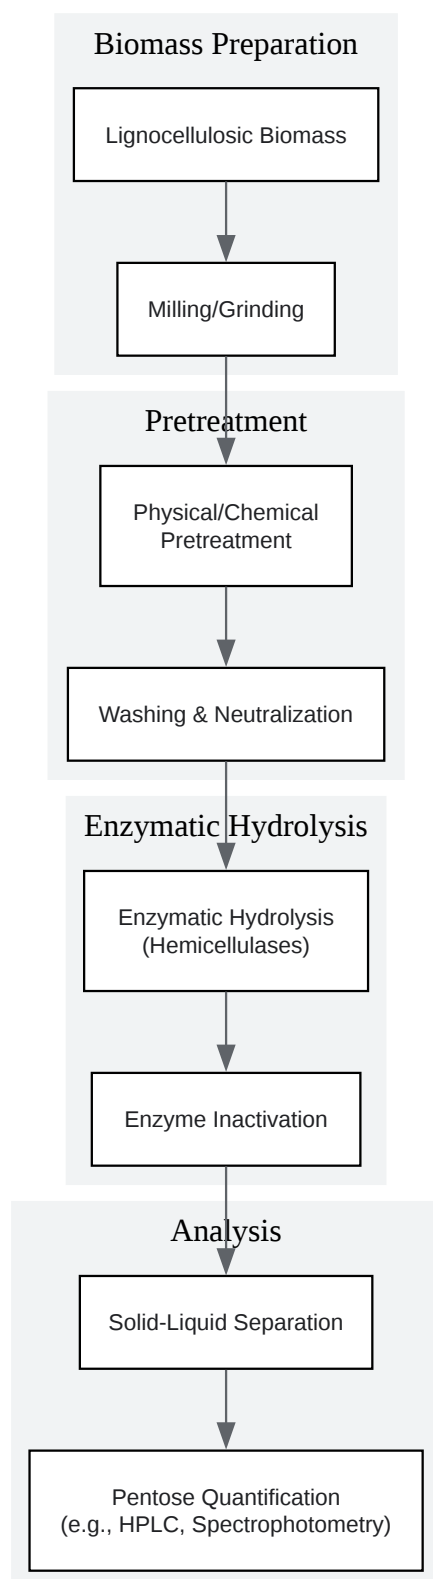 Biomass Preparation
Lignocellulosic Biomass
Milling/Grinding
Pretreatment
Physical/Chemical
Pretreatment
Washing & Neutralization
Enzymatic Hydrolysis
Enzymatic Hydrolysis
(Hemicellulases)
Enzyme Inactivation
Analysis
Solid-Liquid Separation
Pentose Quantification
(e.g., HPLC, Spectrophotometry)